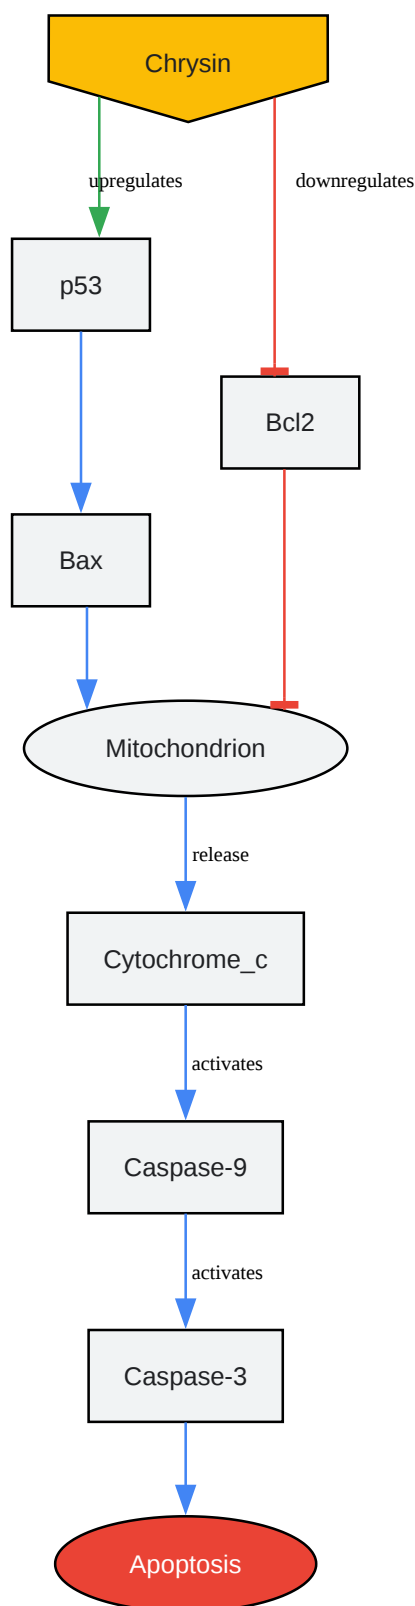 Chrysin
upregulates
downregulates
p53
Bcl2
Bax
Mitochondrion
release
Cytochrome_c
activates
Caspase-9
activates
Caspase-3
Apoptosis